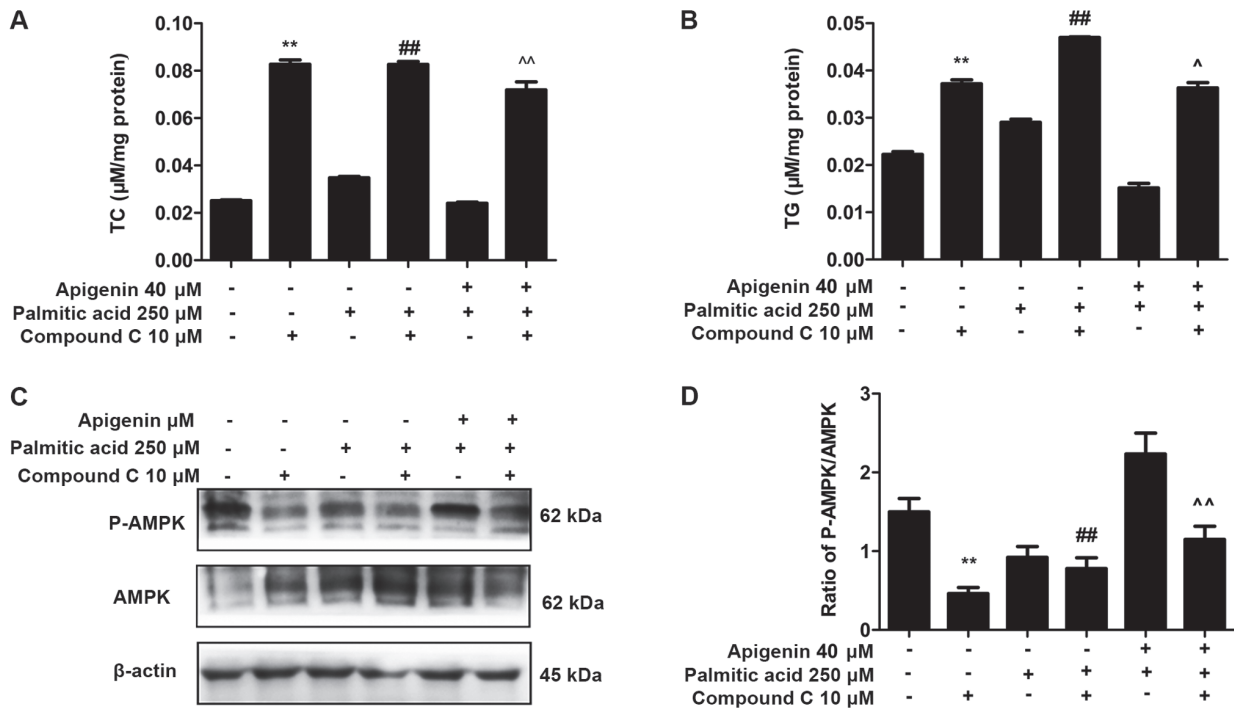 A
TC (µM/mg protein)
0.10
0.08
0.06
0.04
0.02
0.00
**
##
^^
Apigenin 40 µM - - - - + +
Palmitic acid 250 µM - - + + + +
Compound C 10 µM - + - + - +
B
TG (µM/mg protein)
0.05
0.04
0.03
0.02
0.01
0.00
**
##
^
Apigenin 40 µM - - - - + +
Palmitic acid 250 µM - - + + + +
Compound C 10 µM - + - + - +
C
Apigenin µM - - - - + +
Palmitic acid 250 µM - - + + + +
Compound C 10 µM - + - + - +
P-AMPK 62 kDa
AMPK 62 kDa
β-actin 45 kDa
D
Ratio of P-AMPK/AMPK
3
2
1
0
**
##
^^
Apigenin 40 µM - - - - + +
Palmitic acid 250 µM - - + + + +
Compound C 10 µM - + - + - +